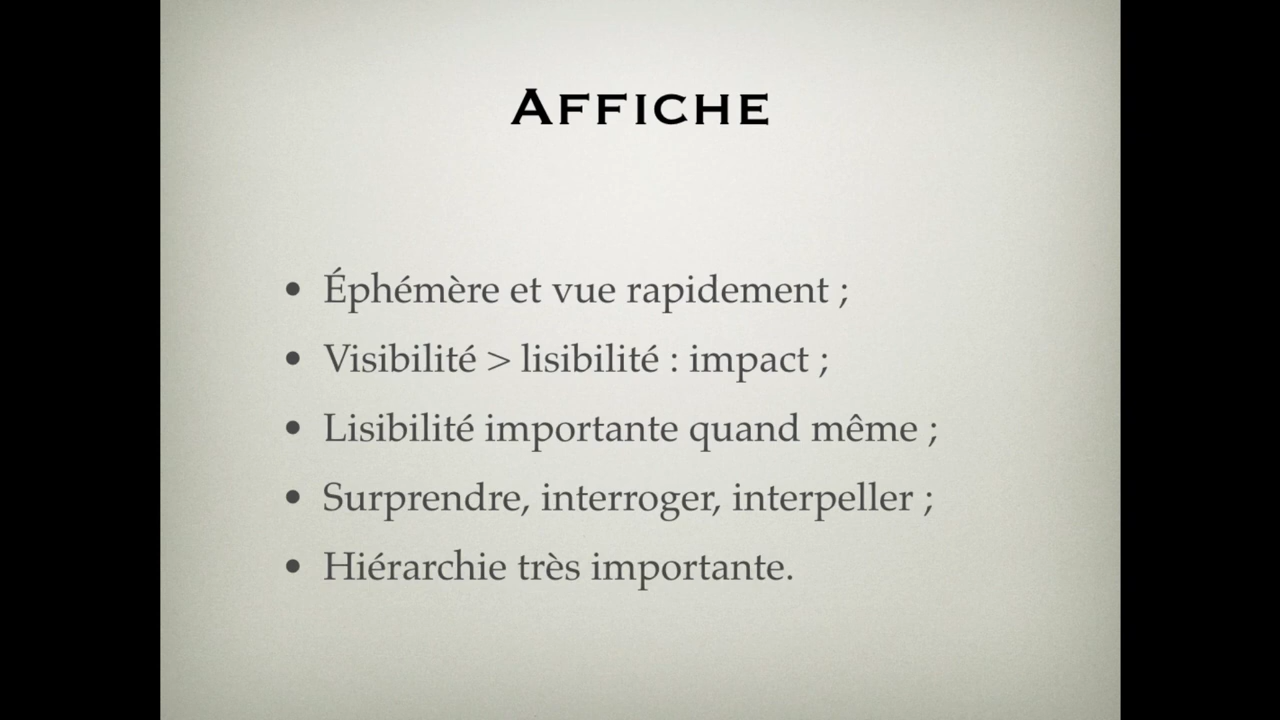 AFFICHE
• Éphémère et vue rapidement ;
• Visibilité > lisibilité : impact ;
• Lisibilité importante quand même ;
• Surprendre, interroger, interpeller ;
• Hiérarchie très importante.